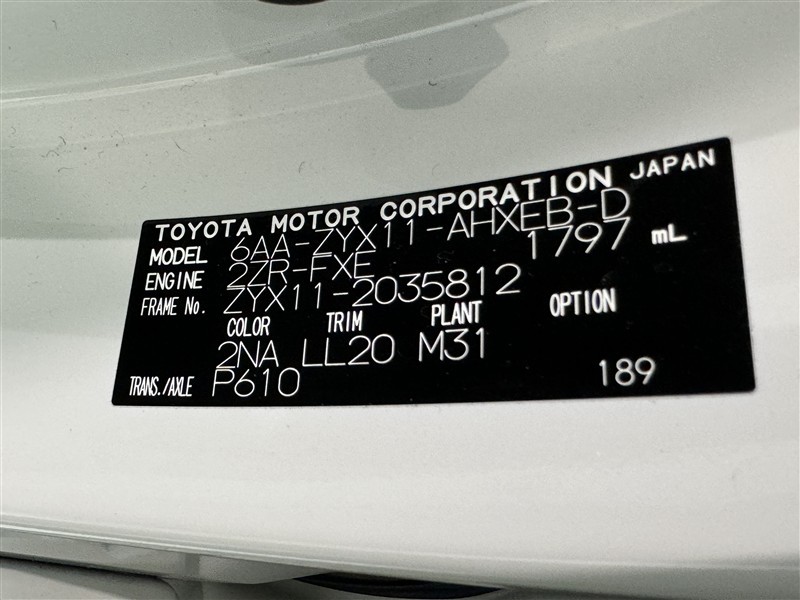 TOYOTA MOTOR CORPORATION JAPAN
MODEL 6AA-ZYX11-AHXEB-D
ENGINE 2ZR-FXE 1797 mL
FRAME No. ZYX11-2035812
COLOR TRIM PLANT OPTION
2NA LL20 M31
TRANS./AXLE P610 189